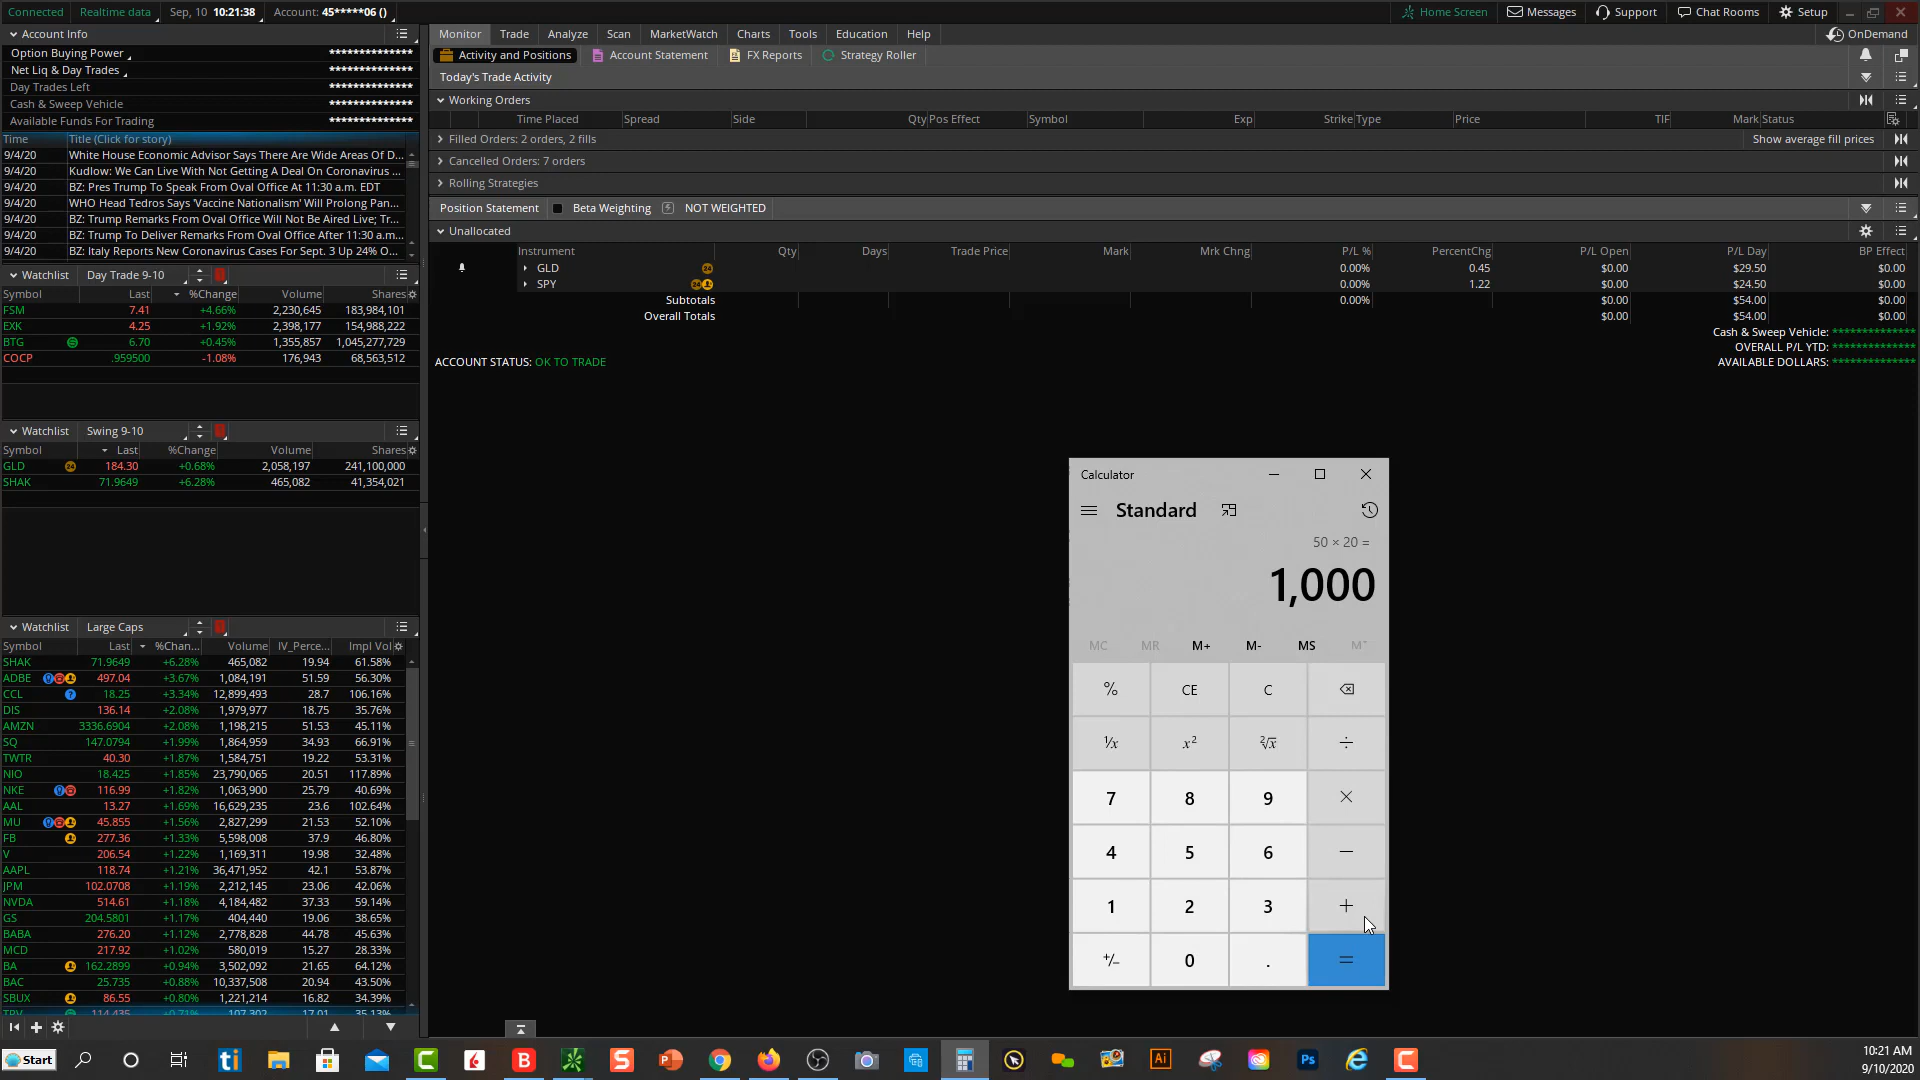 Connected Realtime data Sep, 10 10:21:38 Account: 45*****06 () Home Screen Messages Support Chat Rooms Setup
Account Info
Option Buying Power **************
Net Liq & Day Trades **************
Day Trades Left **************
Cash & Sweep Vehicle **************
Available Funds For Trading **************
Time Title (Click for story)
9/4/20 White House Economic Advisor Says There Are Wide Areas Of D...
9/4/20 Kudlow: We Can Live With Not Getting A Deal On Coronavirus ...
9/4/20 BZ: Pres Trump To Speak From Oval Office At 11:30 a.m. EDT
9/4/20 WHO Head Tedros Says 'Vaccine Nationalism' Will Prolong Pan...
9/4/20 BZ: Trump Remarks From Oval Office Will Not Be Aired Live; Tr...
9/4/20 BZ: Trump To Deliver Remarks From Oval Office After 11:30 a.m...
9/4/20 BZ: Italy Reports New Coronavirus Cases For Sept. 3 Up 24% O...
Watchlist Day Trade 9-10
Symbol Last %Change Volume Shares
FSM 7.41 +4.66% 2,230,645 183,984,101
EXK 4.25 +1.92% 2,398,177 154,988,222
BTG 6.70 +0.45% 1,355,857 1,045,277,729
COCP .959500 -1.08% 176,943 68,563,512
Watchlist Swing 9-10
Symbol Last %Change Volume Shares
GLD 184.30 +0.68% 2,058,197 241,100,000
SHAK 71.9649 +6.28% 465,082 41,354,021
Watchlist Large Caps
Symbol Last %Chan... Volume IV_Perce... Impl Vol
SHAK 71.9649 +6.28% 465,082 19.94 61.58%
ADBE 497.04 +3.67% 1,084,191 51.59 56.30%
CCL 18.25 +3.34% 12,899,493 28.7 106.16%
DIS 136.14 +2.08% 1,979,977 18.75 35.76%
AMZN 3336.6904 +2.08% 1,198,215 51.53 45.11%
SQ 147.0794 +1.99% 1,864,959 34.93 66.91%
TWTR 40.30 +1.87% 1,584,751 19.22 53.31%
NIO 18.425 +1.85% 23,790,065 20.51 117.89%
NKE 116.99 +1.82% 1,063,900 25.79 40.69%
AAL 13.27 +1.69% 16,629,235 23.6 102.64%
MU 45.855 +1.56% 2,827,299 21.53 52.10%
FB 277.36 +1.33% 5,598,008 37.9 46.80%
V 206.54 +1.22% 1,169,311 19.98 32.48%
AAPL 118.74 +1.21% 36,471,952 42.1 53.87%
JPM 102.0708 +1.19% 2,212,145 23.06 42.06%
NVDA 514.61 +1.18% 4,184,482 37.33 59.14%
GS 204.5801 +1.17% 404,440 19.06 38.65%
BABA 276.20 +1.12% 2,778,828 44.78 45.63%
MCD 217.92 +1.02% 580,019 15.27 28.33%
BA 162.2899 +0.94% 3,502,092 21.65 64.12%
BAC 25.735 +0.88% 10,337,508 20.94 43.50%
SBUX 86.55 +0.80% 1,221,214 16.82 34.39%
TRV 114.435 +0.71% 107,302 17.01 35.13%
Monitor Trade Analyze Scan MarketWatch Charts Tools Education Help OnDemand
Activity and Positions Account Statement FX Reports Strategy Roller
Today's Trade Activity
Working Orders
Time Placed Spread Side Qty Pos Effect Symbol Exp Strike Type Price TIF Mark Status
Filled Orders: 2 orders, 2 fills Show average fill prices
Cancelled Orders: 7 orders
Rolling Strategies
Position Statement Beta Weighting NOT WEIGHTED
Unallocated
Instrument Qty Days Trade Price Mark Mrk Chng P/L % PercentChg P/L Open P/L Day BP Effect
GLD 0.00% 0.45 $0.00 $29.50 $0.00
SPY 0.00% 1.22 $0.00 $24.50 $0.00
Subtotals 0.00% $0.00 $54.00 $0.00
Overall Totals $0.00 $54.00 $0.00
Cash & Sweep Vehicle: **************
OVERALL P/L YTD: **************
ACCOUNT STATUS: OK TO TRADE AVAILABLE DOLLARS: **************
Calculator
Standard
50 × 20 =
1,000
MC MR M+ M- MS
% CE C
¹/x x² ²√x ÷
7 8 9 ×
4 5 6 −
1 2 3 +
+/− 0 . =
Start
10:21 AM
9/10/2020